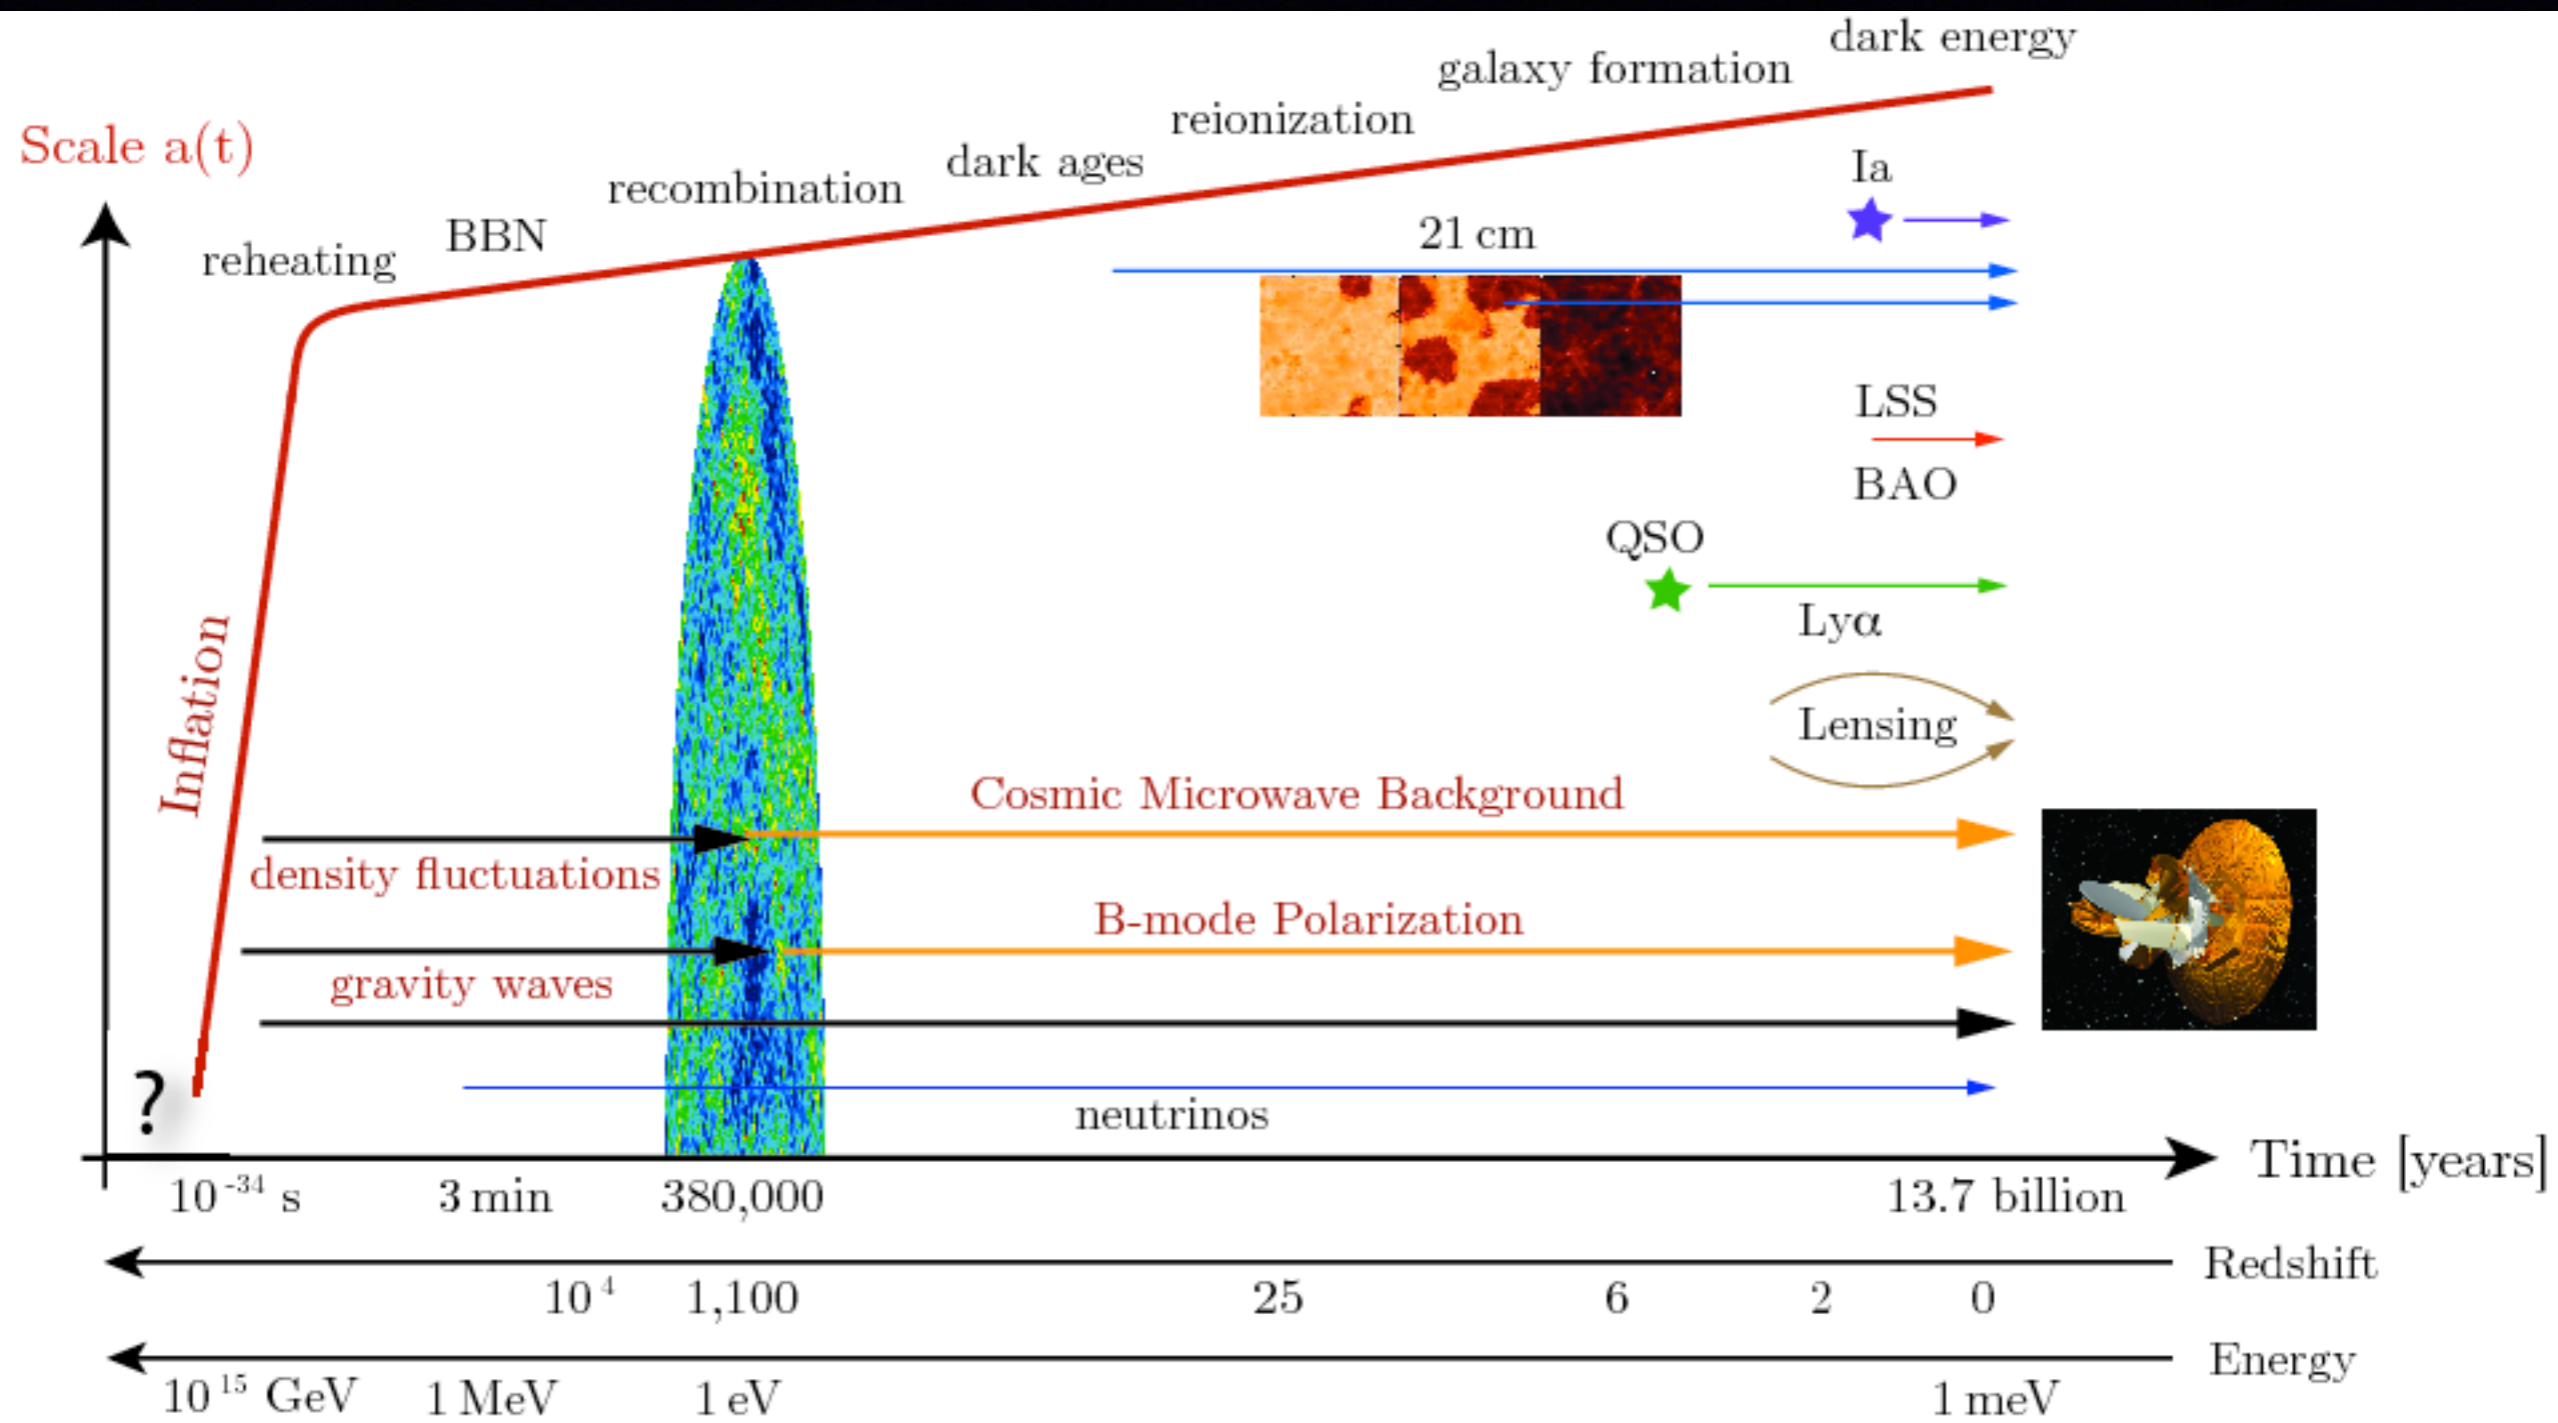 dark energy
galaxy formation
reionization
Scale a(t)
dark ages
Ia
recombination
BBN
21 cm
reheating
LSS
BAO
QSO
Lyα
Inflation
Lensing
Cosmic Microwave Background
density fluctuations
B-mode Polarization
gravity waves
?
neutrinos
Time [years]
10⁻³⁴ s 3 min 380,000 13.7 billion
Redshift
10⁴ 1,100 25 6 2 0
Energy
10¹⁵ GeV 1 MeV 1 eV 1 meV